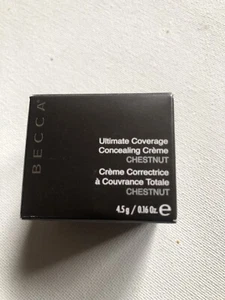 BECCA
Ultimate Coverage
Concealing Crème
CHESTNUT
Crème Correctrice
à Couvrance Totale
CHESTNUT
4.5 g / 0.16 Oz. e